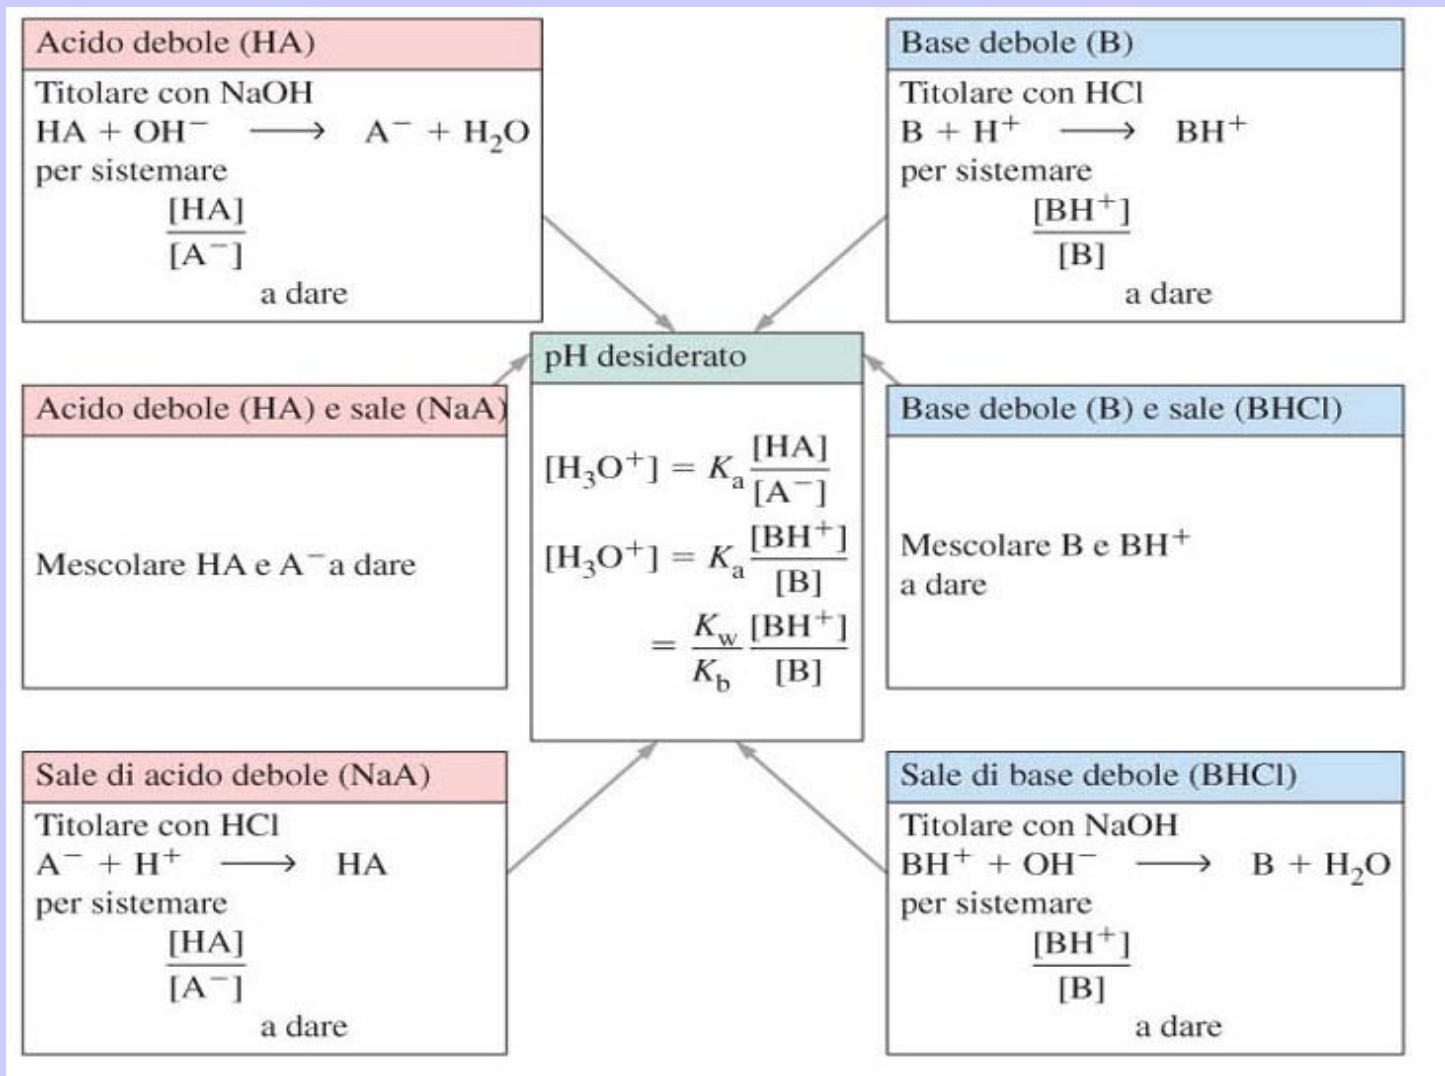 Acido debole (HA)
Titolare con NaOH
HA + OH⁻ ⟶ A⁻ + H₂O
per sistemare
[HA]
[A⁻]
a dare
Base debole (B)
Titolare con HCl
B + H⁺ ⟶ BH⁺
per sistemare
[BH⁺]
[B]
a dare
Acido debole (HA) e sale (NaA)
Mescolare HA e A⁻ a dare
pH desiderato
[H₃O⁺] = Kₐ [HA]/[A⁻]
[H₃O⁺] = Kₐ [BH⁺]/[B]
= K_w/K_b [BH⁺]/[B]
Base debole (B) e sale (BHCl)
Mescolare B e BH⁺
a dare
Sale di acido debole (NaA)
Titolare con HCl
A⁻ + H⁺ ⟶ HA
per sistemare
[HA]
[A⁻]
a dare
Sale di base debole (BHCl)
Titolare con NaOH
BH⁺ + OH⁻ ⟶ B + H₂O
per sistemare
[BH⁺]
[B]
a dare